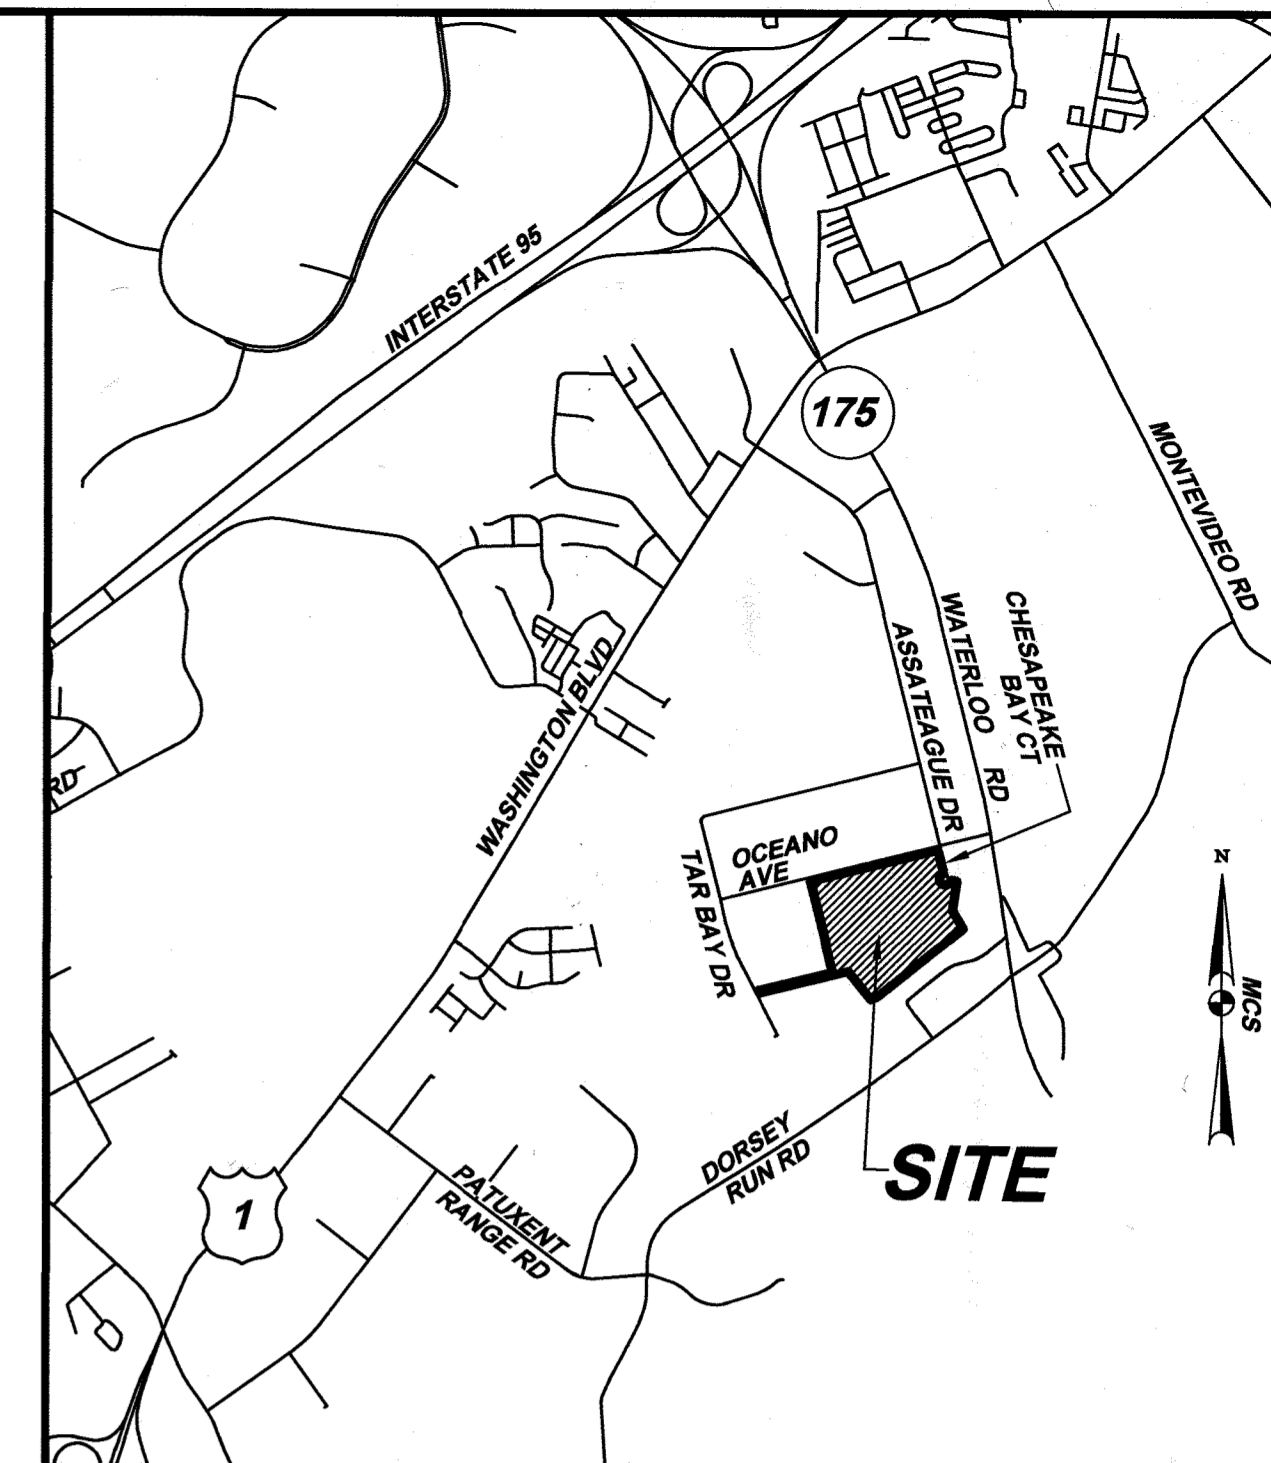 INTERSTATE 95
175
MONTEVIDEO RD
CHESAPEAKE
BAY CT
WATERLOO RD
ASSATEAGUE DR
WASHINGTON BLVD
RD
OCEANO
AVE
TAR BAY DR
N
MCS
SITE
DORSEY
RUN RD
PATUXENT
RANGE RD
1